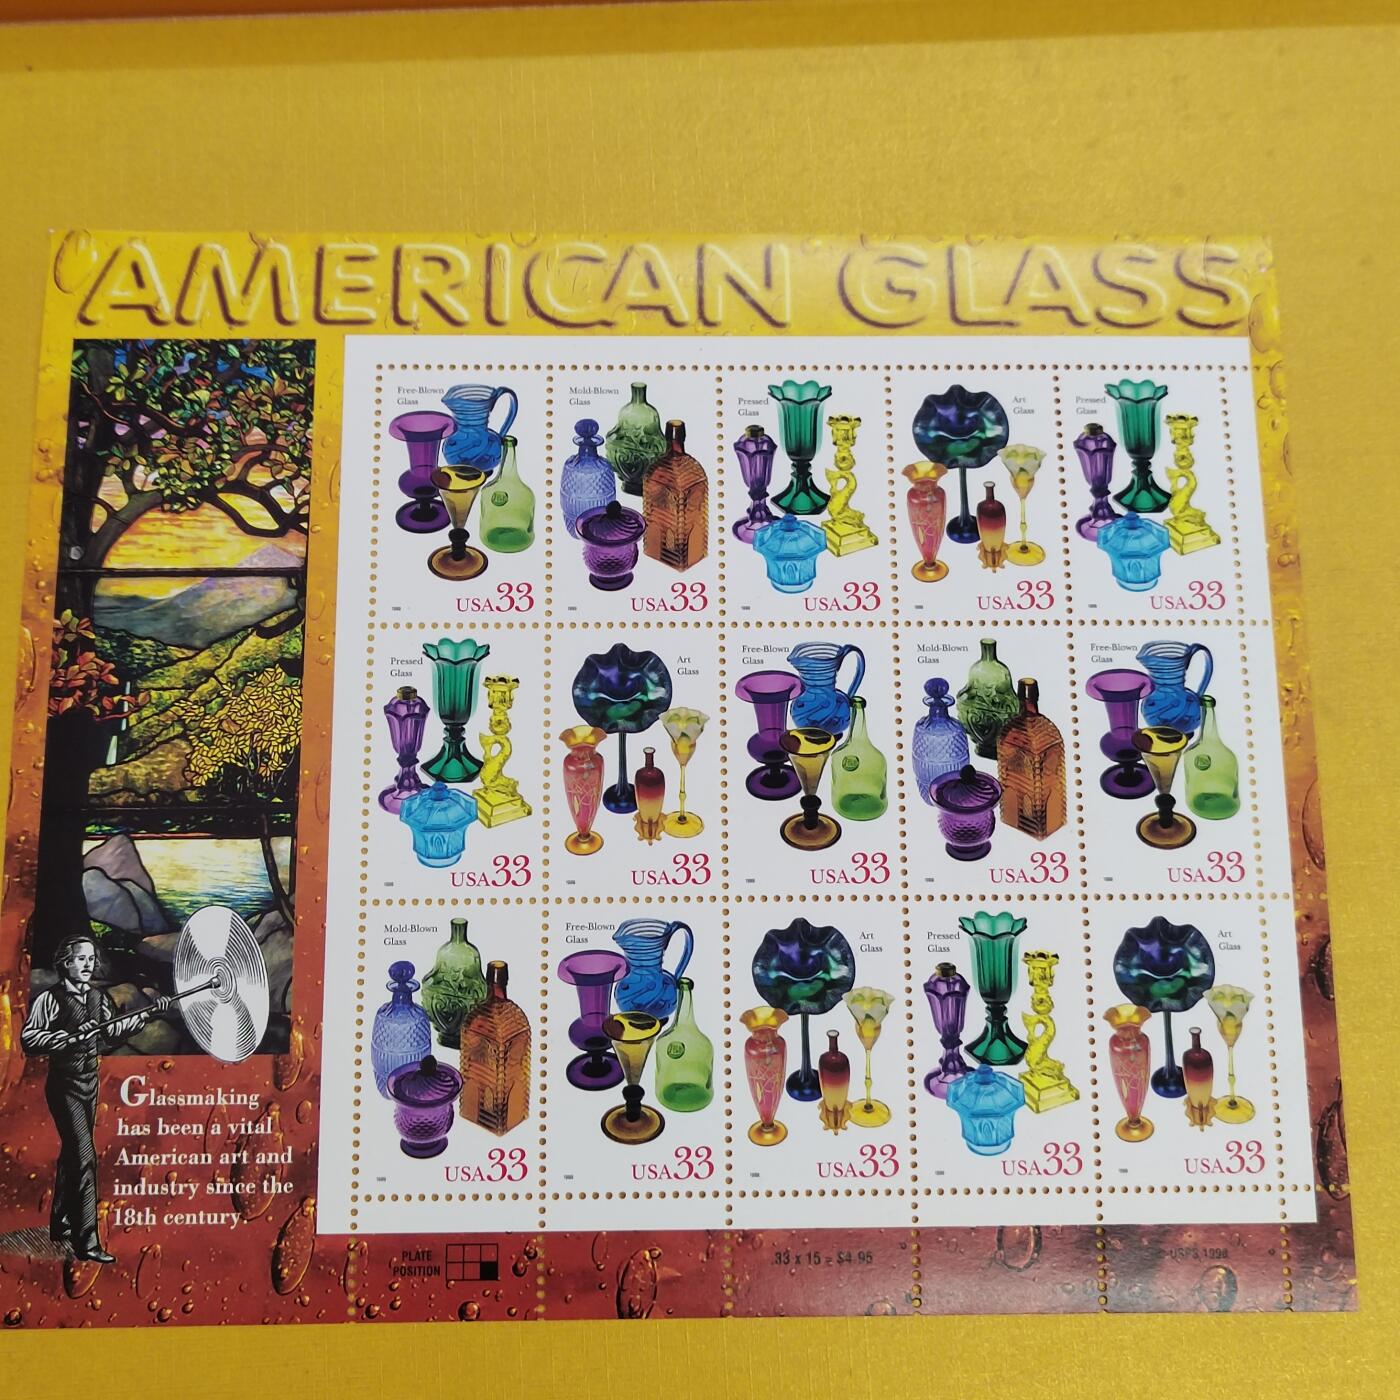 AMERICAN GLASS
Free-Blown
Glass
USA33
Mold-Blown
Glass
USA33
Pressed
Glass
USA33
Art
Glass
USA33
Pressed
Glass
USA33
Pressed
Glass
USA33
Art
Glass
USA33
Free-Blown
Glass
USA33
Mold-Blown
Glass
USA33
Free-Blown
Glass
USA33
Mold-Blown
Glass
USA33
Free-Blown
Glass
USA33
Art
Glass
USA33
Pressed
Glass
USA33
Art
Glass
USA33
Glassmaking
has been a vital
American art and
industry since the
18th century.
PLATE
POSITION
.33 x 15 = $4.95
© USPS 1998